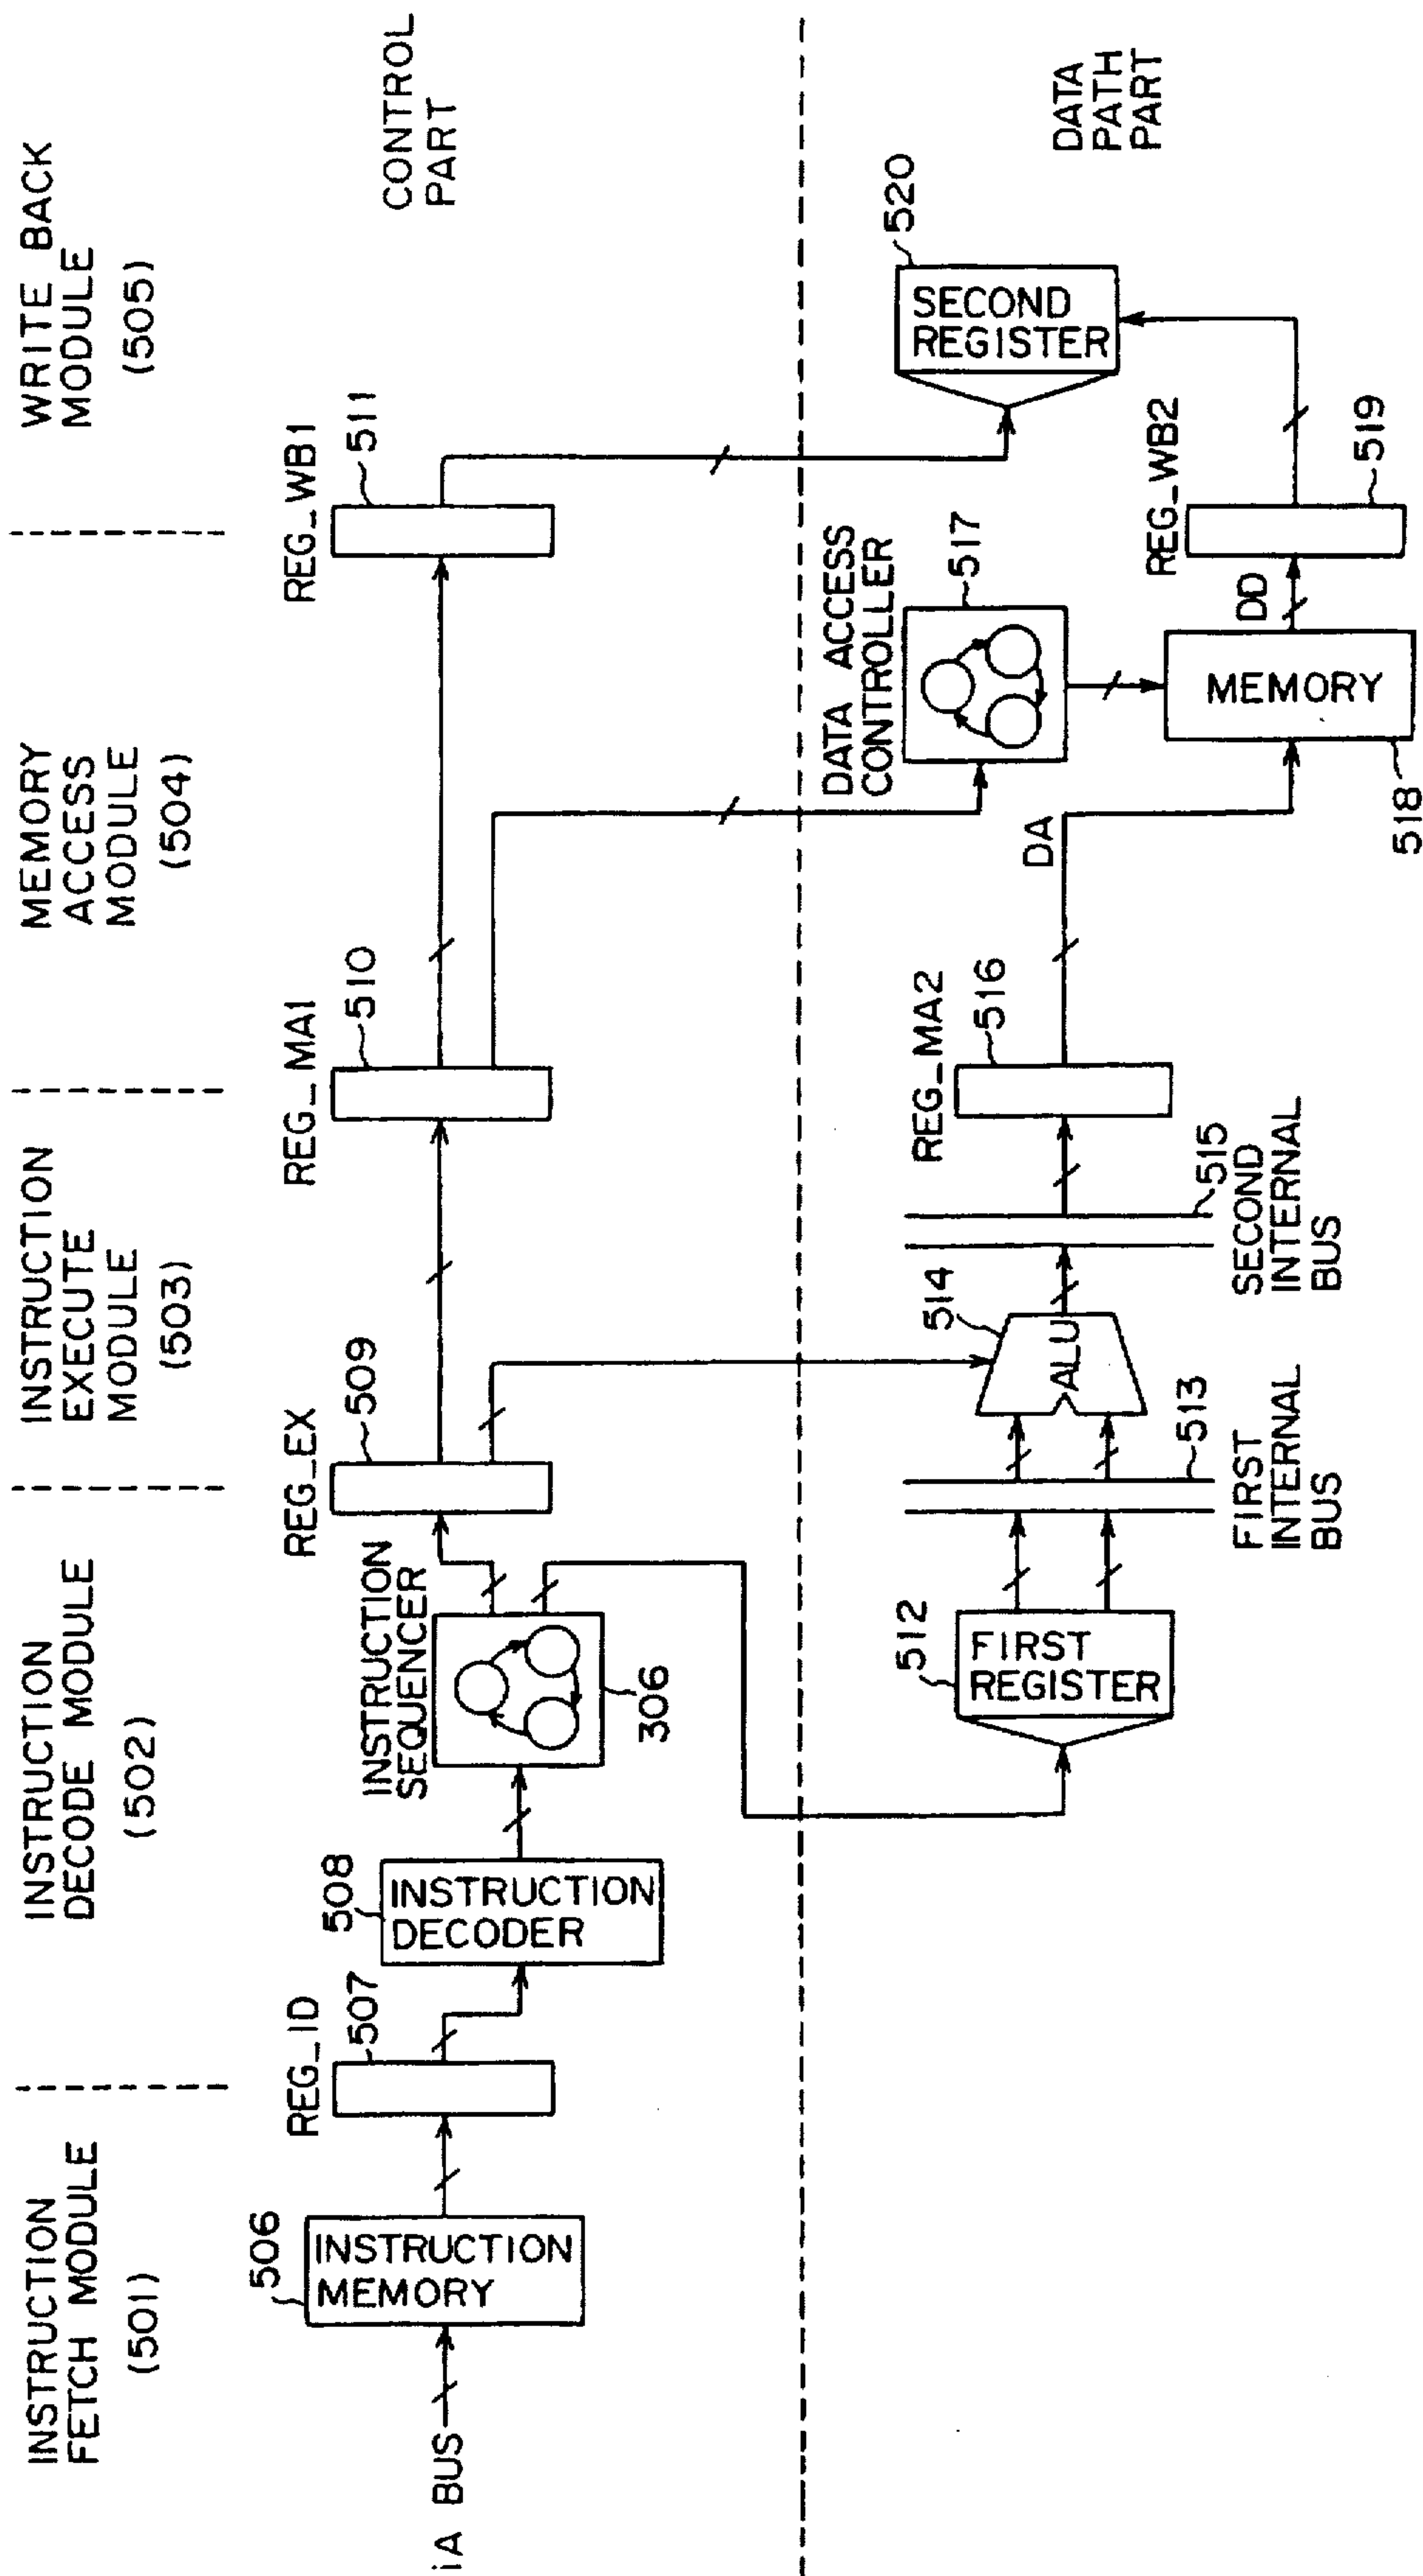 INSTRUCTION
FETCH MODULE
(501)
INSTRUCTION
DECODE MODULE
(502)
INSTRUCTION
EXECUTE
MODULE
(503)
MEMORY
ACCESS
MODULE
(504)
WRITE BACK
MODULE
(505)
CONTROL
PART
iA BUS
506
INSTRUCTION
MEMORY
REG_ID
507
508
INSTRUCTION
DECODER
INSTRUCTION
SEQUENCER
306
REG_EX
509
REG_MA1
510
REG_WB1
511
DATA
PATH
PART
512
FIRST
REGISTER
513
FIRST
INTERNAL
BUS
514
ALU
515
SECOND
INTERNAL
BUS
REG_MA2
516
DA
DATA ACCESS
CONTROLLER
517
MEMORY
518
DD
REG_WB2
519
520
SECOND
REGISTER